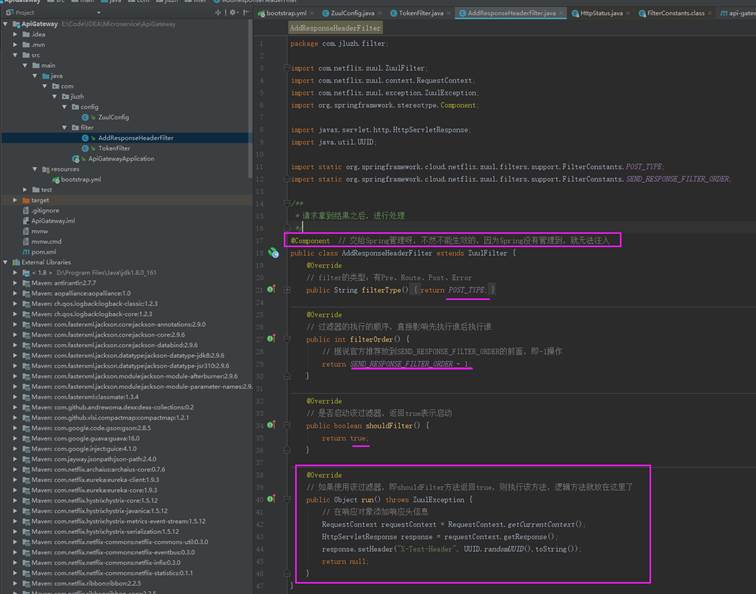 Project
ApiGateway E:\Code\IDEA\Microservice\ApiGateway
.idea
.mvn
src
main
java
com
jluzh
config
ZuulConfig
filter
AddResponseHeaderFilter
TokenFilter
ApiGatewayApplication
resources
bootstrap.yml
test
target
.gitignore
ApiGateway.iml
mvnw
mvnw.cmd
pom.xml
External Libraries
< 1.8 > D:\Program Files\Java\jdk1.8.0_161
Maven: antlr:antlr:2.7.7
Maven: aopalliance:aopalliance:1.0
Maven: ch.qos.logback:logback-classic:1.2.3
Maven: ch.qos.logback:logback-core:1.2.3
Maven: com.fasterxml.jackson.core:jackson-annotations:2.9.0
Maven: com.fasterxml.jackson.core:jackson-core:2.9.6
Maven: com.fasterxml.jackson.core:jackson-databind:2.9.6
Maven: com.fasterxml.jackson.datatype:jackson-datatype-jdk8:2.9.6
Maven: com.fasterxml.jackson.datatype:jackson-datatype-jsr310:2.9.6
Maven: com.fasterxml.jackson.module:jackson-module-afterburner:2.9.6
Maven: com.fasterxml.jackson.module:jackson-module-parameter-names:2.9.
Maven: com.fasterxml:classmate:1.3.4
Maven: com.github.andrewoma.dexx:dexx-collections:0.2
Maven: com.github.vlsi.compactmap:compactmap:1.2.1
Maven: com.google.code.gson:gson:2.8.5
Maven: com.google.guava:guava:16.0
Maven: com.google.inject:guice:4.1.0
Maven: com.jayway.jsonpath:json-path:2.4.0
Maven: com.netflix.archaius:archaius-core:0.7.6
Maven: com.netflix.eureka:eureka-client:1.9.3
Maven: com.netflix.eureka:eureka-core:1.9.3
Maven: com.netflix.hystrix:hystrix-core:1.5.12
Maven: com.netflix.hystrix:hystrix-javanica:1.5.12
Maven: com.netflix.hystrix:hystrix-metrics-event-stream:1.5.12
Maven: com.netflix.hystrix:hystrix-serialization:1.5.12
Maven: com.netflix.netflix-commons:netflix-commons-util:0.3.0
Maven: com.netflix.netflix-commons:netflix-eventbus:0.3.0
Maven: com.netflix.netflix-commons:netflix-infix:0.3.0
Maven: com.netflix.netflix-commons:netflix-statistics:0.1.1
Maven: com.netflix.ribbon:ribbon:2.2.5
bootstrap.yml ZuulConfig.java TokenFilter.java AddResponseHeaderFilter.java HttpStatus.java FilterConstants.class api-gatew
AddResponseHeaderFilter
package com.jluzh.filter;
import com.netflix.zuul.ZuulFilter;
import com.netflix.zuul.context.RequestContext;
import com.netflix.zuul.exception.ZuulException;
import org.springframework.stereotype.Component;
import javax.servlet.http.HttpServletResponse;
import java.util.UUID;
import static org.springframework.cloud.netflix.zuul.filters.support.FilterConstants.POST_TYPE;
import static org.springframework.cloud.netflix.zuul.filters.support.FilterConstants.SEND_RESPONSE_FILTER_ORDER;
/**
* 请求拿到结果之后，进行处理
*/
@Component // 交给Spring管理呀，不然不能生效的，因为Spring没有管理到，就无法注入
public class AddResponseHeaderFilter extends ZuulFilter {
@Override
// filter的类型，有Pre、Route、Post、Error
public String filterType() { return POST_TYPE; }
@Override
// 过滤器的执行的顺序，直接影响先执行谁后执行谁
public int filterOrder() {
// 据说官方推荐放到SEND_RESPONSE_FILTER_ORDER的前面，即-1操作
return SEND_RESPONSE_FILTER_ORDER - 1;
}
@Override
// 是否启动该过滤器，返回true表示启动
public boolean shouldFilter() {
return true;
}
@Override
// 如果使用该过滤器，即shouldFilter方法返回true，则执行该方法，逻辑方法就放在这里了
public Object run() throws ZuulException {
// 在响应对象添加响应头信息
RequestContext requestContext = RequestContext.getCurrentContext();
HttpServletResponse response = requestContext.getResponse();
response.setHeader("X-Test-Header", UUID.randomUUID().toString());
return null;
}
}